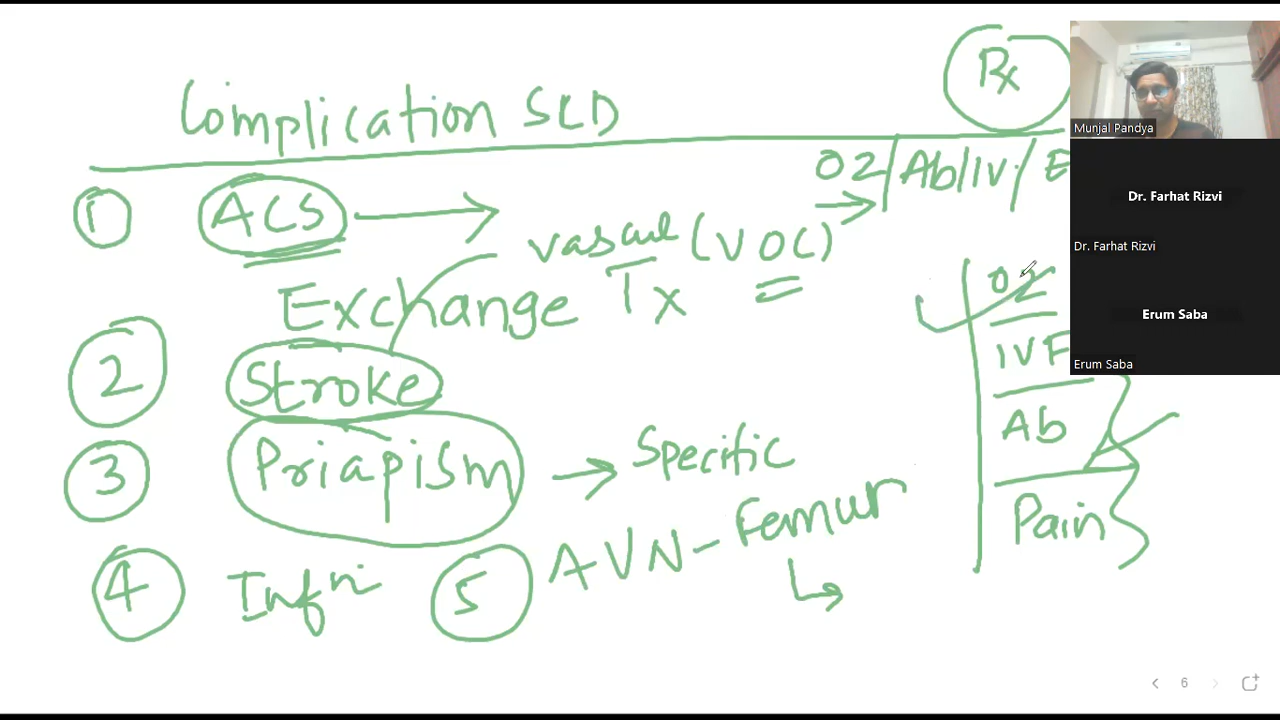 Rx
Complication SCD
O2/Ab/IV/E
1 ACS →
vascul (VOC) →
Exchange Tx
2 Stroke
3 Priapism → Specific
4 Infn
5 AVN - Femur
O2
IVF
Ab
Pain
Munjal Pandya
Dr. Farhat Rizvi
Dr. Farhat Rizvi
Erum Saba
Erum Saba
6